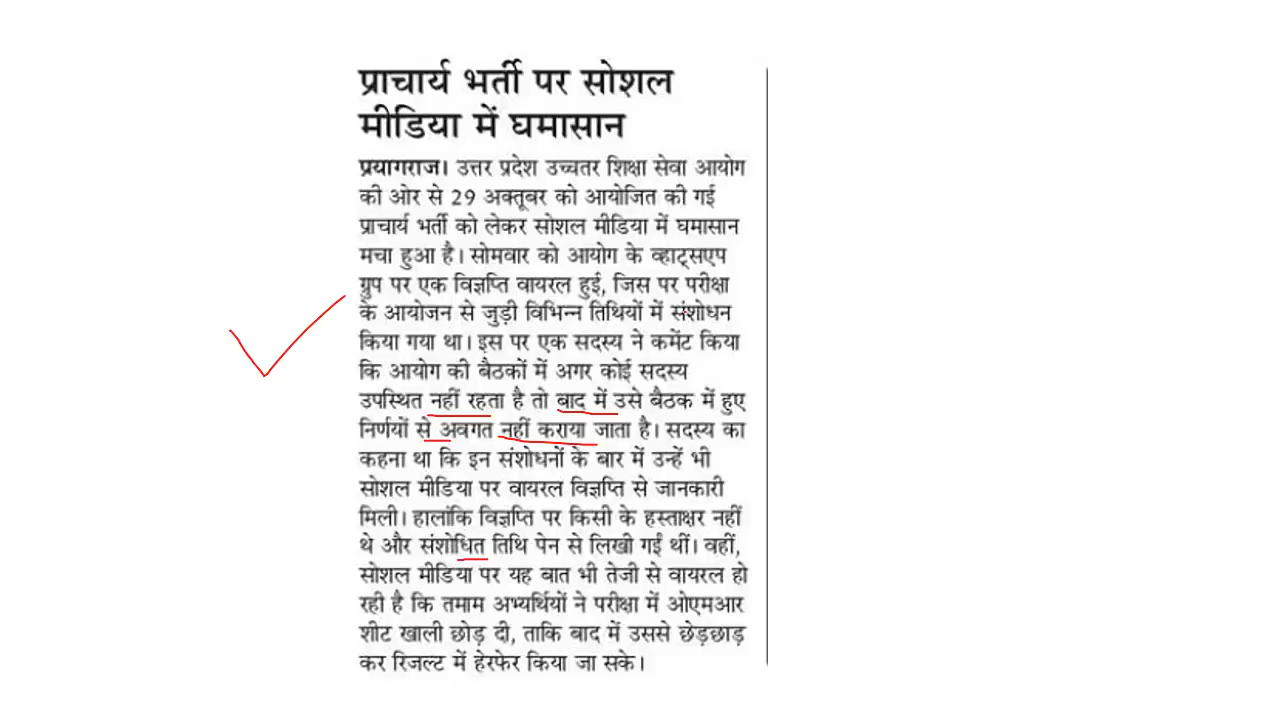 प्राचार्य भर्ती पर सोशल
मीडिया में घमासान
प्रयागराज। उत्तर प्रदेश उच्चतर शिक्षा सेवा आयोग
की ओर से 29 अक्तूबर को आयोजित की गई
प्राचार्य भर्ती को लेकर सोशल मीडिया में घमासान
मचा हुआ है। सोमवार को आयोग के व्हाट्सएप
ग्रुप पर एक विज्ञप्ति वायरल हुई, जिस पर परीक्षा
के आयोजन से जुड़ी विभिन्न तिथियों में संशोधन
किया गया था। इस पर एक सदस्य ने कमेंट किया
कि आयोग की बैठकों में अगर कोई सदस्य
उपस्थित नहीं रहता है तो बाद में उसे बैठक में हुए
निर्णयों से अवगत नहीं कराया जाता है। सदस्य का
कहना था कि इन संशोधनों के बार में उन्हें भी
सोशल मीडिया पर वायरल विज्ञप्ति से जानकारी
मिली। हालांकि विज्ञप्ति पर किसी के हस्ताक्षर नहीं
थे और संशोधित तिथि पेन से लिखी गईं थीं। वहीं,
सोशल मीडिया पर यह बात भी तेजी से वायरल हो
रही है कि तमाम अभ्यर्थियों ने परीक्षा में ओएमआर
शीट खाली छोड़ दी, ताकि बाद में उससे छेड़छाड़
कर रिजल्ट में हेरफेर किया जा सके।